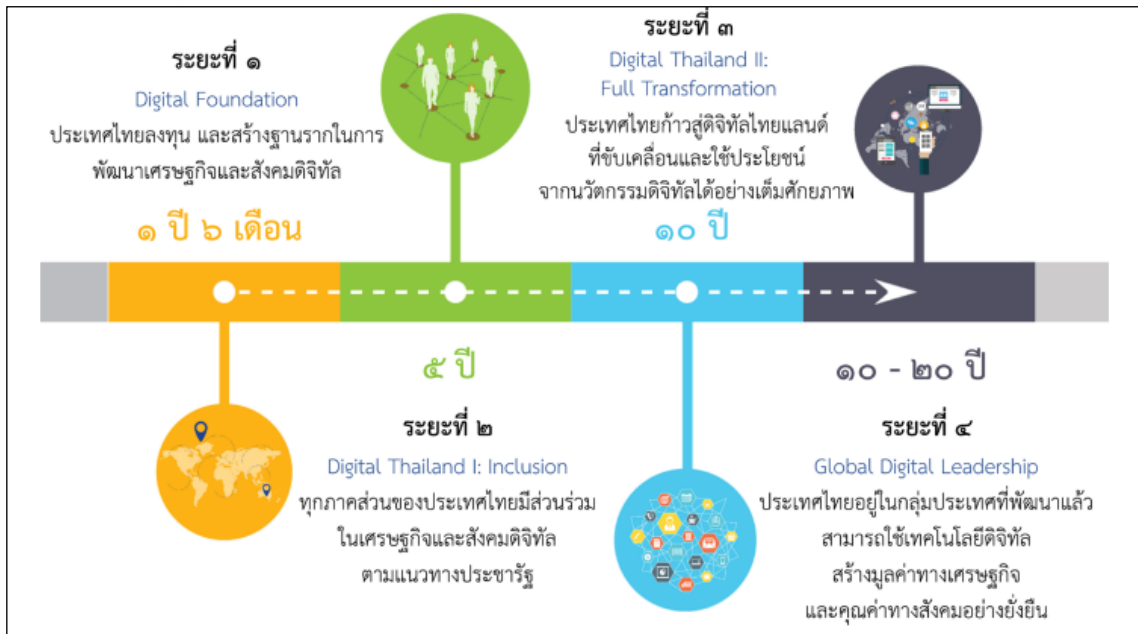 ระยะที่ ๑
Digital Foundation
ประเทศไทยลงทุน และสร้างฐานรากในการ
พัฒนาเศรษฐกิจและสังคมดิจิทัล
๑ ปี ๖ เดือน
๕ ปี
ระยะที่ ๒
Digital Thailand I: Inclusion
ทุกภาคส่วนของประเทศไทยมีส่วนร่วม
ในเศรษฐกิจและสังคมดิจิทัล
ตามแนวทางประชารัฐ
ระยะที่ ๓
Digital Thailand II:
Full Transformation
ประเทศไทยก้าวสู่ดิจิทัลไทยแลนด์
ที่ขับเคลื่อนและใช้ประโยชน์
จากนวัตกรรมดิจิทัลได้อย่างเต็มศักยภาพ
๑๐ ปี
๑๐ - ๒๐ ปี
ระยะที่ ๔
Global Digital Leadership
ประเทศไทยอยู่ในกลุ่มประเทศที่พัฒนาแล้ว
สามารถใช้เทคโนโลยีดิจิทัล
สร้างมูลค่าทางเศรษฐกิจ
และคุณค่าทางสังคมอย่างยั่งยืน